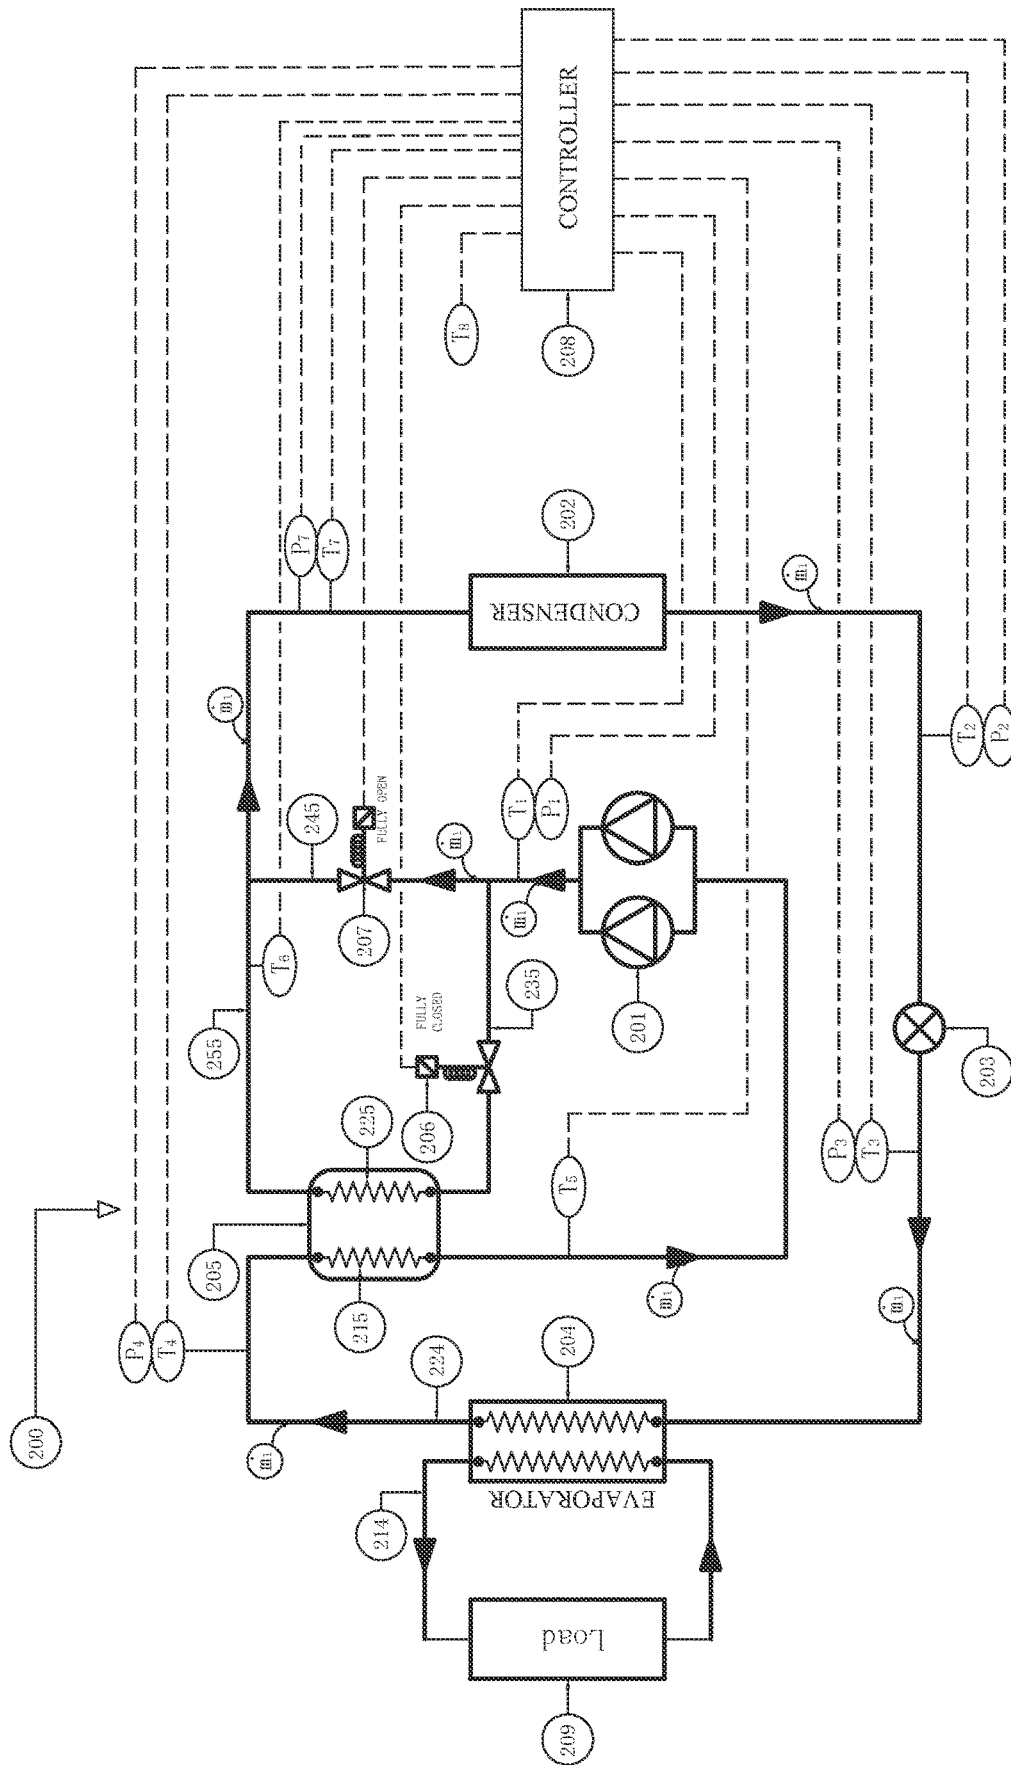 200
P4
T4
P7
T7
T6
T8
CONTROLLER
208
ṁ1
255
245
207
FULLY OPEN
FULLY
CLOSED
206
235
225
205
215
T1
P1
ṁ1
ṁ1
201
202
CONDENSER
ṁ1
T2
P2
203
P3
T3
T5
ṁ1
ṁ1
224
204
ṁ1
214
EVAPORATOR
Load
209